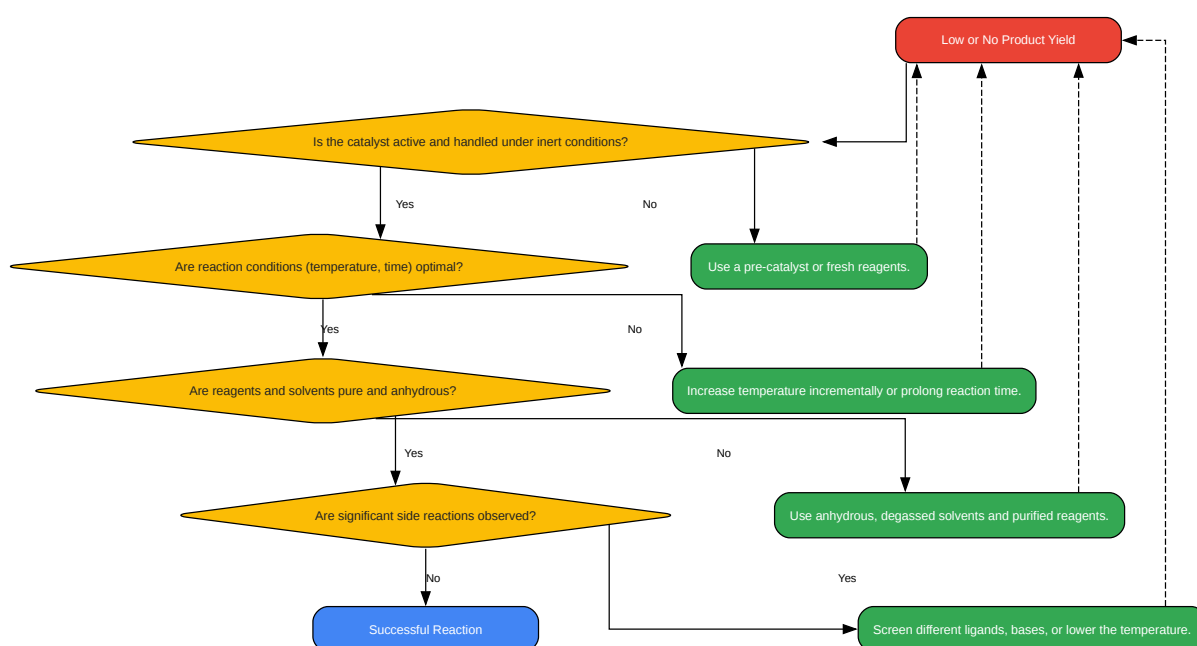 Low or No Product Yield
Is the catalyst active and handled under inert conditions?
Yes
No
Are reaction conditions (temperature, time) optimal?
Use a pre-catalyst or fresh reagents.
Yes
No
Are reagents and solvents pure and anhydrous?
Increase temperature incrementally or prolong reaction time.
Yes
No
Are significant side reactions observed?
Use anhydrous, degassed solvents and purified reagents.
No
Yes
Successful Reaction
Screen different ligands, bases, or lower the temperature.